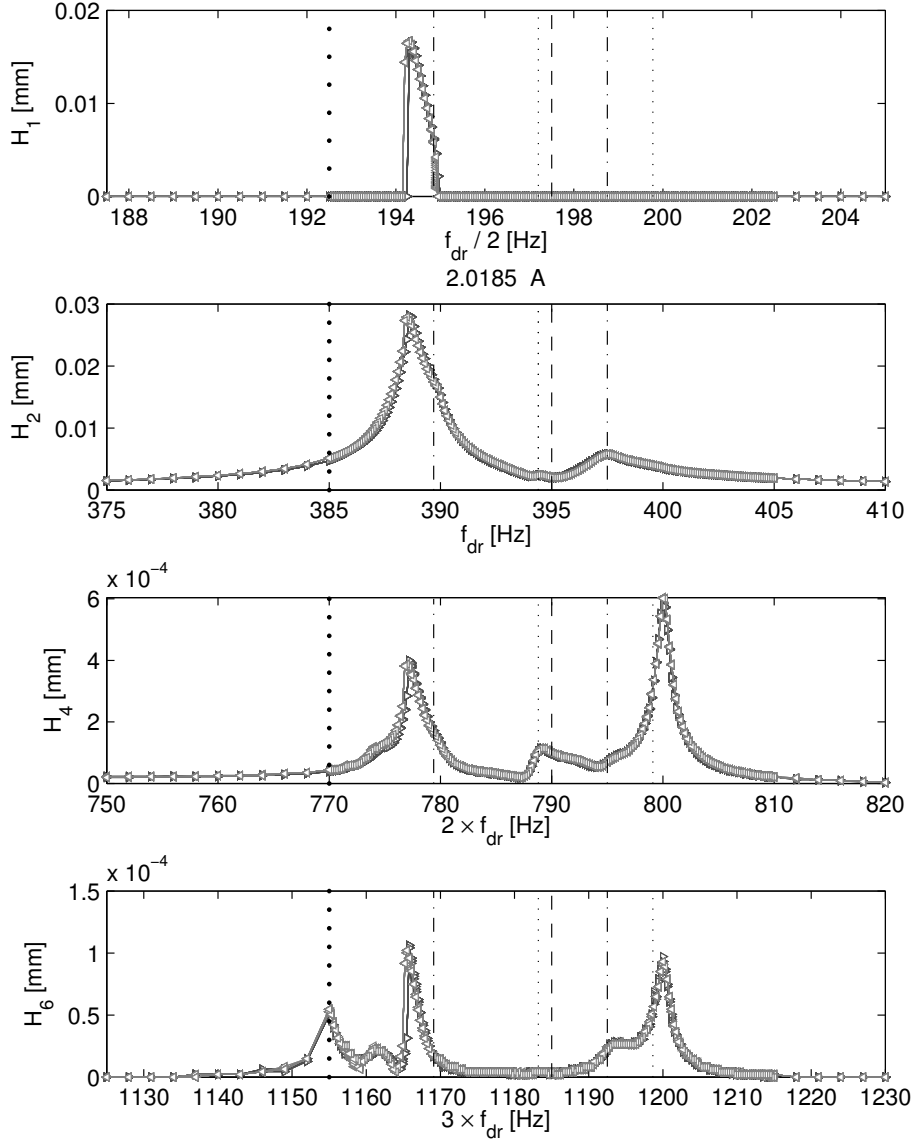 0.02
0.01
0
H1 [mm]
188 190 192 194 196 198 200 202 204
fdr / 2 [Hz]
2.0185 A
0.03
0.02
0.01
0
H2 [mm]
375 380 385 390 395 400 405 410
fdr [Hz]
x 10−4
6
4
2
0
H4 [mm]
750 760 770 780 790 800 810 820
2 × fdr [Hz]
x 10−4
1.5
1
0.5
0
H6 [mm]
1130 1140 1150 1160 1170 1180 1190 1200 1210 1220 1230
3 × fdr [Hz]